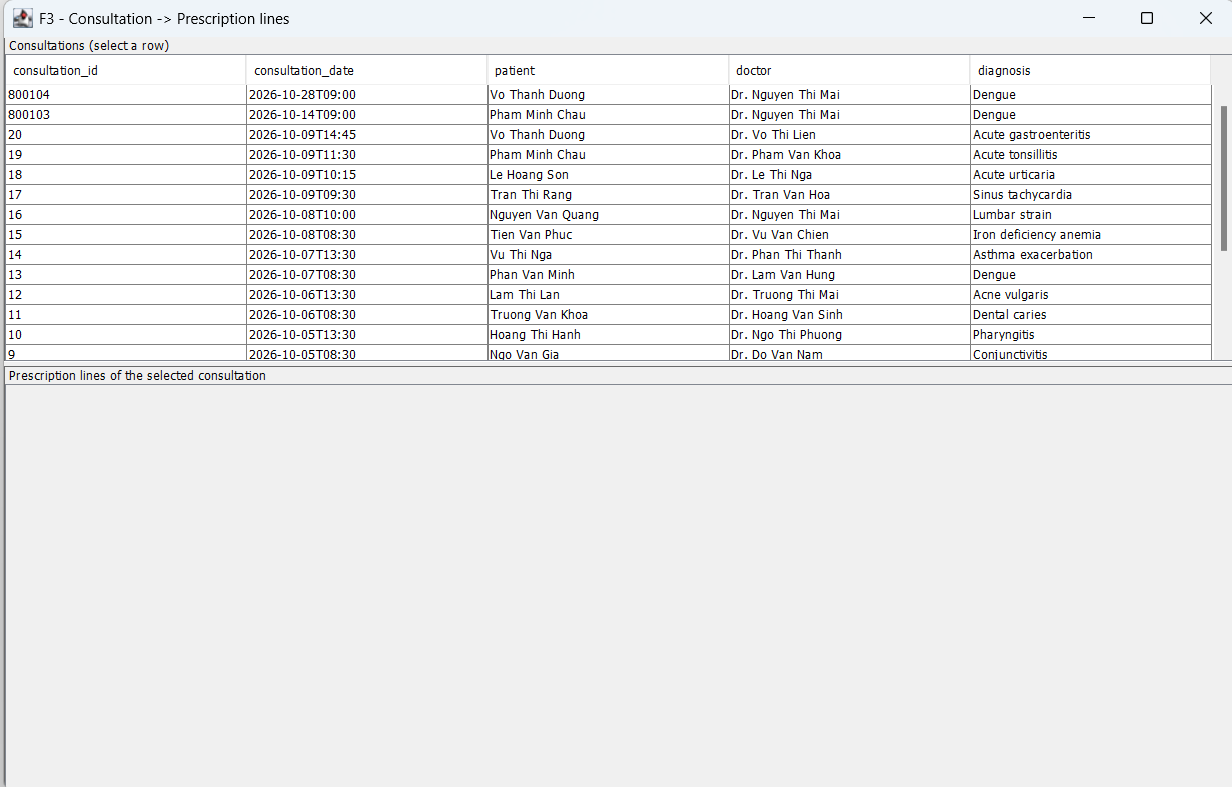 F3 - Consultation -> Prescription lines
Consultations (select a row)
consultation_id consultation_date patient doctor diagnosis
800104 2026-10-28T09:00 Vo Thanh Duong Dr. Nguyen Thi Mai Dengue
800103 2026-10-14T09:00 Pham Minh Chau Dr. Nguyen Thi Mai Dengue
20 2026-10-09T14:45 Vo Thanh Duong Dr. Vo Thi Lien Acute gastroenteritis
19 2026-10-09T11:30 Pham Minh Chau Dr. Pham Van Khoa Acute tonsillitis
18 2026-10-09T10:15 Le Hoang Son Dr. Le Thi Nga Acute urticaria
17 2026-10-09T09:30 Tran Thi Rang Dr. Tran Van Hoa Sinus tachycardia
16 2026-10-08T10:00 Nguyen Van Quang Dr. Nguyen Thi Mai Lumbar strain
15 2026-10-08T08:30 Tien Van Phuc Dr. Vu Van Chien Iron deficiency anemia
14 2026-10-07T13:30 Vu Thi Nga Dr. Phan Thi Thanh Asthma exacerbation
13 2026-10-07T08:30 Phan Van Minh Dr. Lam Van Hung Dengue
12 2026-10-06T13:30 Lam Thi Lan Dr. Truong Thi Mai Acne vulgaris
11 2026-10-06T08:30 Truong Van Khoa Dr. Hoang Van Sinh Dental caries
10 2026-10-05T13:30 Hoang Thi Hanh Dr. Ngo Thi Phuong Pharyngitis
9 2026-10-05T08:30 Ngo Van Gia Dr. Do Van Nam Conjunctivitis
Prescription lines of the selected consultation